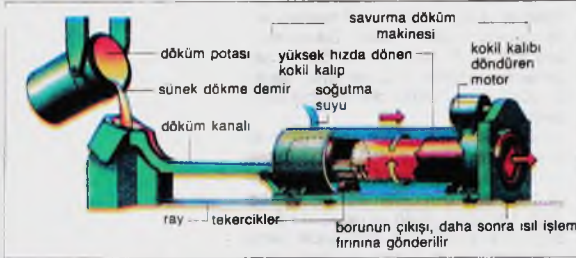 savurma döküm
makinesi
döküm potası
yüksek hızda dönen
kokil kalıp
kokil kalıbı
döndüren
motor
sünek dökme demir
soğutma
suyu
döküm kanalı
ray
tekercikler
borunun çıkışı, daha sonra ısıl işlem
fırınına gönderilir